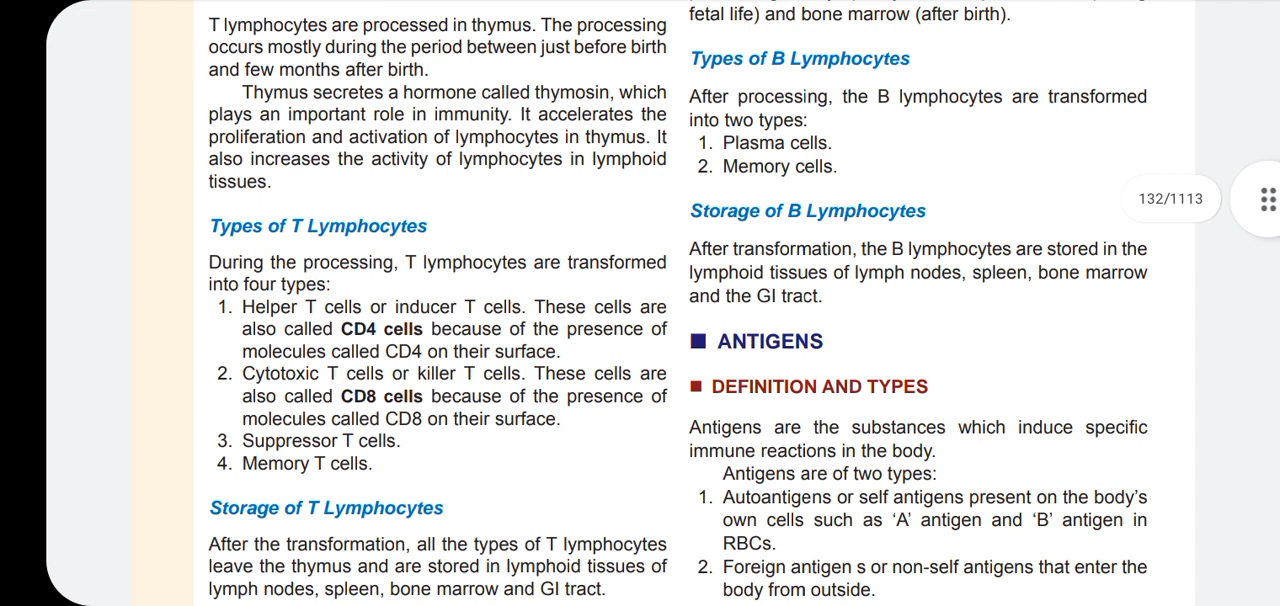 T lymphocytes are processed in thymus. The processing
occurs mostly during the period between just before birth
and few months after birth.
Thymus secretes a hormone called thymosin, which
plays an important role in immunity. It accelerates the
proliferation and activation of lymphocytes in thymus. It
also increases the activity of lymphocytes in lymphoid
tissues.
Types of T Lymphocytes
During the processing, T lymphocytes are transformed
into four types:
1. Helper T cells or inducer T cells. These cells are
also called CD4 cells because of the presence of
molecules called CD4 on their surface.
2. Cytotoxic T cells or killer T cells. These cells are
also called CD8 cells because of the presence of
molecules called CD8 on their surface.
3. Suppressor T cells.
4. Memory T cells.
Storage of T Lymphocytes
After the transformation, all the types of T lymphocytes
leave the thymus and are stored in lymphoid tissues of
lymph nodes, spleen, bone marrow and GI tract.
fetal life) and bone marrow (after birth).
Types of B Lymphocytes
After processing, the B lymphocytes are transformed
into two types:
1. Plasma cells.
2. Memory cells.
Storage of B Lymphocytes
After transformation, the B lymphocytes are stored in the
lymphoid tissues of lymph nodes, spleen, bone marrow
and the GI tract.
ANTIGENS
DEFINITION AND TYPES
Antigens are the substances which induce specific
immune reactions in the body.
Antigens are of two types:
1. Autoantigens or self antigens present on the body's
own cells such as 'A' antigen and 'B' antigen in
RBCs.
2. Foreign antigen s or non-self antigens that enter the
body from outside.
132/1113